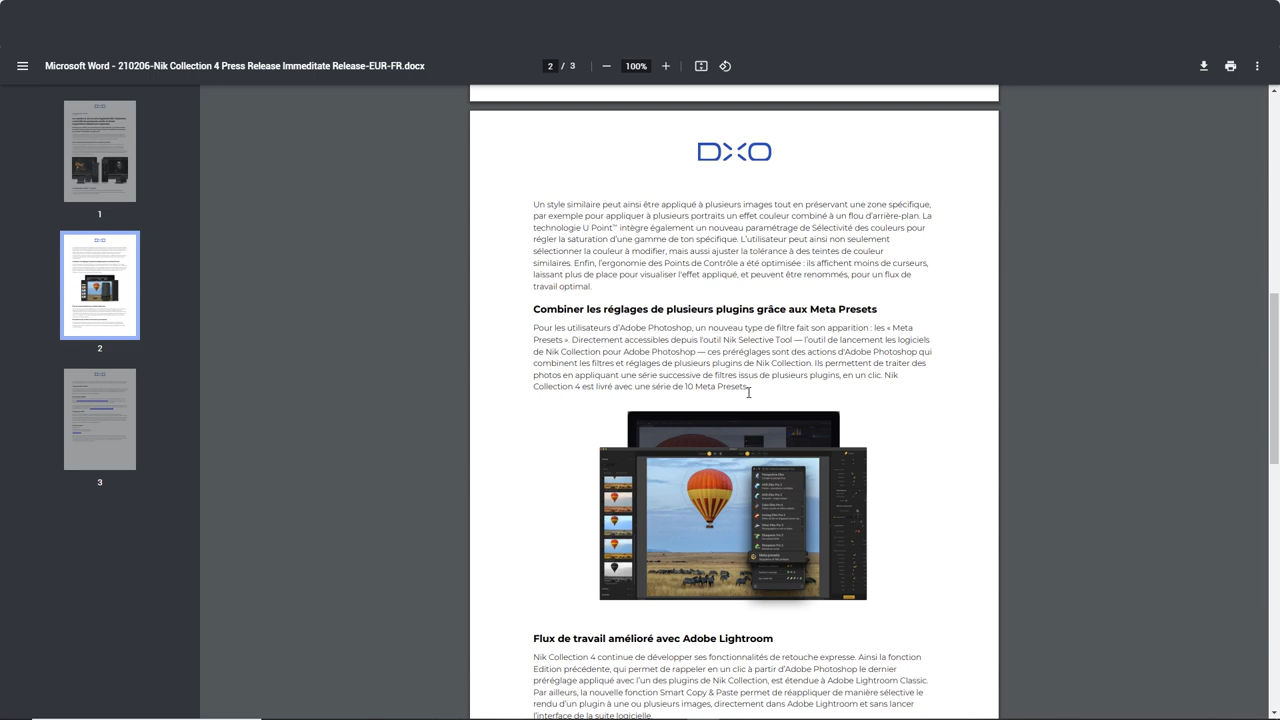 Microsoft Word - 210206-Nik Collection 4 Press Release Immeditate Release-EUR-FR.docx
2 / 3
100%
1
2
3
DXO
Un style similaire peut ainsi être appliqué à plusieurs images tout en préservant une zone spécifique,
par exemple pour appliquer à plusieurs portraits un effet couleur combiné à un flou d'arrière-plan. La
technologie U Point™ intègre également un nouveau paramétrage de Sélectivité des couleurs pour
régler la saturation d'une gamme de ton spécifique. L'utilisateur peut ainsi non seulement
sélectionner la couleur à modifier, mais aussi ajuster la tolérance à des teintes de couleur
similaires. Enfin, l'ergonomie des Points de Contrôle a été optimisée : ils affichent moins de curseurs,
laissant plus de place pour visualiser l'effet appliqué, et peuvent être renommés, pour un flux de
travail optimal.
Combiner les réglages de plusieurs plugins grâce aux Meta Presets
Pour les utilisateurs d'Adobe Photoshop, un nouveau type de filtre fait son apparition : les « Meta
Presets ». Directement accessibles depuis l'outil Nik Selective Tool — l'outil de lancement les logiciels
de Nik Collection pour Adobe Photoshop — ces préréglages sont des actions d'Adobe Photoshop qui
combinent les filtres et réglages de plusieurs plugins de Nik Collection. Ils permettent de traiter des
photos en appliquant une série successive de filtres issus de plusieurs plugins, en un clic. Nik
Collection 4 est livré avec une série de 10 Meta Presets.
Flux de travail amélioré avec Adobe Lightroom
Nik Collection 4 continue de développer ses fonctionnalités de retouche expresse. Ainsi la fonction
Edition précédente, qui permet de rappeler en un clic à partir d'Adobe Photoshop le dernier
préréglage appliqué avec l'un des plugins de Nik Collection, est étendue à Adobe Lightroom Classic.
Par ailleurs, la nouvelle fonction Smart Copy & Paste permet de réappliquer de manière sélective le
rendu d'un plugin à une ou plusieurs images, directement dans Adobe Lightroom et sans lancer
l'interface de la suite logicielle.